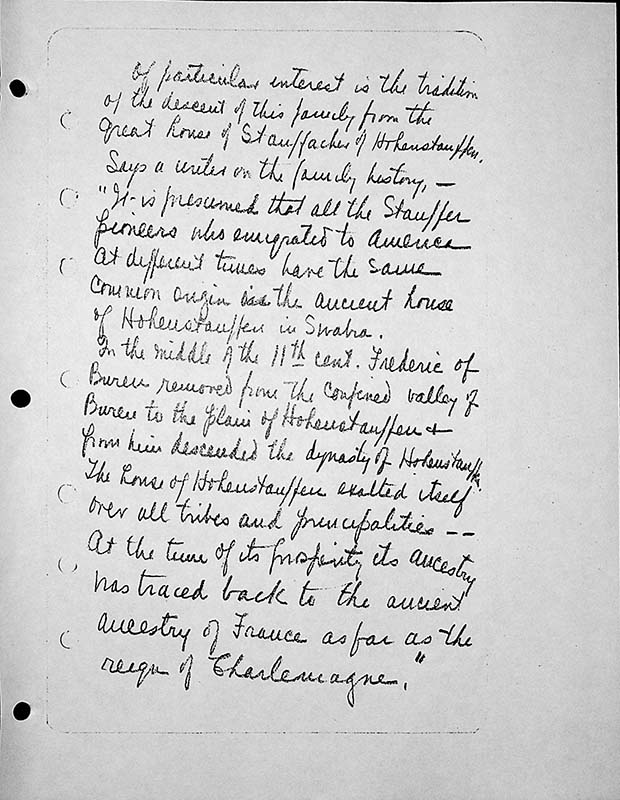 Of particular interest is the tradition
of the descent of this family from the
great house of Stauffacher of Hohenstauffen.
Says a writer on the family history, —
"It is presumed that all the Stauffer
pioneers who emigrated to America
at different times have the same
common origin in the ancient house
of Hohenstauffen in Swabia.
In the middle of the 11th cent. Frederic of
Buren removed from the confined valley of
Buren to the plain of Hohenstauffen &
from him descended the dynasty of Hohenstauffen.
The house of Hohenstauffen exalted itself
over all tribes and principalities --
At the time of its prosperity its ancestry
was traced back to the ancient
ancestry of France as far as the
reign of Charlemagne."